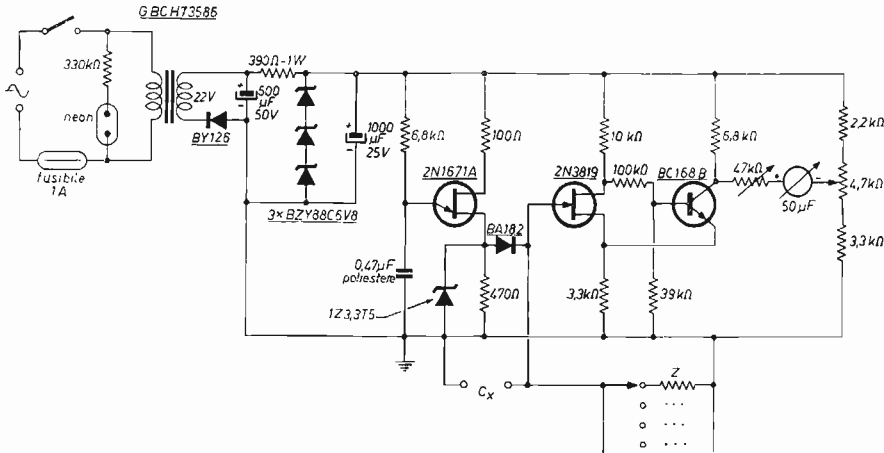 GBCH73586
330kΩ
neon
fusibile
1A
22V
BY126
390Ω-1W
500
µF
50V
3×BZY88C6V8
1000
µF
25V
6,8kΩ
0,47µF
poliestere
1Z3,3T5
2N1671A
100Ω
BA182
470Ω
2N3819
10kΩ
100kΩ
3,3kΩ
BC168B
6,8kΩ
39kΩ
47kΩ
50µF
2,2kΩ
4,7kΩ
3,3kΩ
Cx
Z